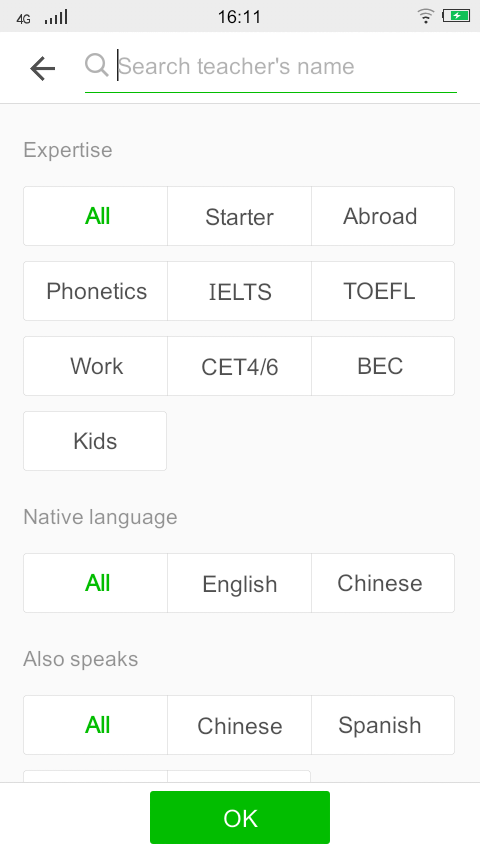 4G 16:11
Search teacher's name
Expertise
All Starter Abroad
Phonetics IELTS TOEFL
Work CET4/6 BEC
Kids
Native language
All English Chinese
Also speaks
All Chinese Spanish
OK